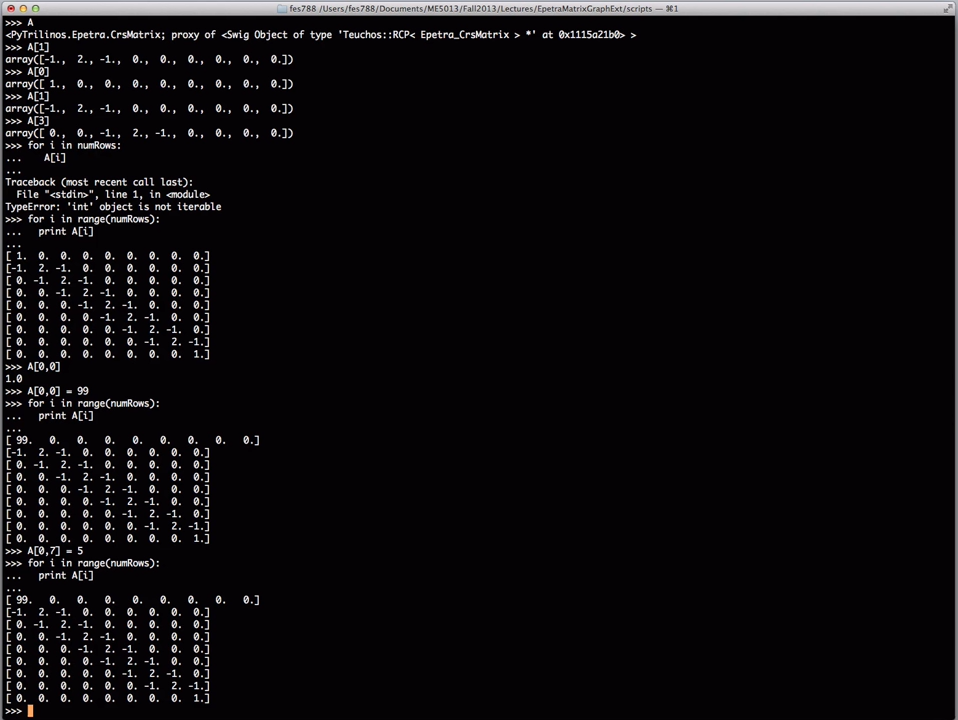 fes788 /Users/fes788/Documents/ME5013/Fall2013/Lectures/EpetraMatrixGraphExt/scripts — ⌘1
>>> A
<PyTrilinos.Epetra.CrsMatrix; proxy of <Swig Object of type 'Teuchos::RCP< Epetra_CrsMatrix > *' at 0x1115a21b0> >
>>> A[1]
array([-1.,  2., -1.,  0.,  0.,  0.,  0.,  0.,  0.])
>>> A[0]
array([ 1.,  0.,  0.,  0.,  0.,  0.,  0.,  0.,  0.])
>>> A[1]
array([-1.,  2., -1.,  0.,  0.,  0.,  0.,  0.,  0.])
>>> A[3]
array([ 0.,  0., -1.,  2., -1.,  0.,  0.,  0.,  0.])
>>> for i in numRows:
...     A[i]
...
Traceback (most recent call last):
  File "<stdin>", line 1, in <module>
TypeError: 'int' object is not iterable
>>> for i in range(numRows):
...    print A[i]
...
[ 1.  0.  0.  0.  0.  0.  0.  0.  0.]
[-1.  2. -1.  0.  0.  0.  0.  0.  0.]
[ 0. -1.  2. -1.  0.  0.  0.  0.  0.]
[ 0.  0. -1.  2. -1.  0.  0.  0.  0.]
[ 0.  0.  0. -1.  2. -1.  0.  0.  0.]
[ 0.  0.  0.  0. -1.  2. -1.  0.  0.]
[ 0.  0.  0.  0.  0. -1.  2. -1.  0.]
[ 0.  0.  0.  0.  0.  0. -1.  2. -1.]
[ 0.  0.  0.  0.  0.  0.  0.  0.  1.]
>>> A[0,0]
1.0
>>> A[0,0] = 99
>>> for i in range(numRows):
...    print A[i]
...
[ 99.   0.   0.   0.   0.   0.   0.   0.   0.]
[-1.  2. -1.  0.  0.  0.  0.  0.  0.]
[ 0. -1.  2. -1.  0.  0.  0.  0.  0.]
[ 0.  0. -1.  2. -1.  0.  0.  0.  0.]
[ 0.  0.  0. -1.  2. -1.  0.  0.  0.]
[ 0.  0.  0.  0. -1.  2. -1.  0.  0.]
[ 0.  0.  0.  0.  0. -1.  2. -1.  0.]
[ 0.  0.  0.  0.  0.  0. -1.  2. -1.]
[ 0.  0.  0.  0.  0.  0.  0.  0.  1.]
>>> A[0,7] = 5
>>> for i in range(numRows):
...    print A[i]
...
[ 99.   0.   0.   0.   0.   0.   0.   0.   0.]
[-1.  2. -1.  0.  0.  0.  0.  0.  0.]
[ 0. -1.  2. -1.  0.  0.  0.  0.  0.]
[ 0.  0. -1.  2. -1.  0.  0.  0.  0.]
[ 0.  0.  0. -1.  2. -1.  0.  0.  0.]
[ 0.  0.  0.  0. -1.  2. -1.  0.  0.]
[ 0.  0.  0.  0.  0. -1.  2. -1.  0.]
[ 0.  0.  0.  0.  0.  0. -1.  2. -1.]
[ 0.  0.  0.  0.  0.  0.  0.  0.  1.]
>>>